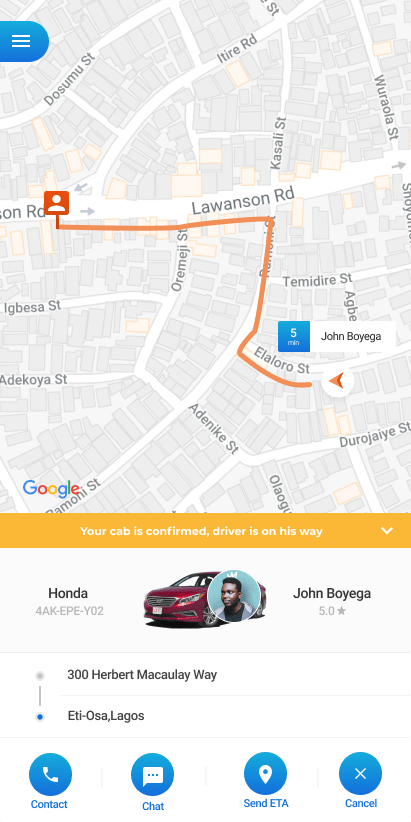 Itire Rd
Dosumu St
Wuraola St
Kasali St
Lawanson Rd
son Rd
Oremeji St
Ramoni St
Temidire St
Agbe
Igbesa St
5
min
John Boyega
Elaloro St
Adekoya St
Adenike St
Durojaiye St
Google
Ramoni St
Olaogu
Your cab is confirmed, driver is on his way
Honda
4AK-EPE-Y02
John Boyega
5.0 ★
300 Herbert Macaulay Way
Eti-Osa,Lagos
Contact
Chat
Send ETA
Cancel